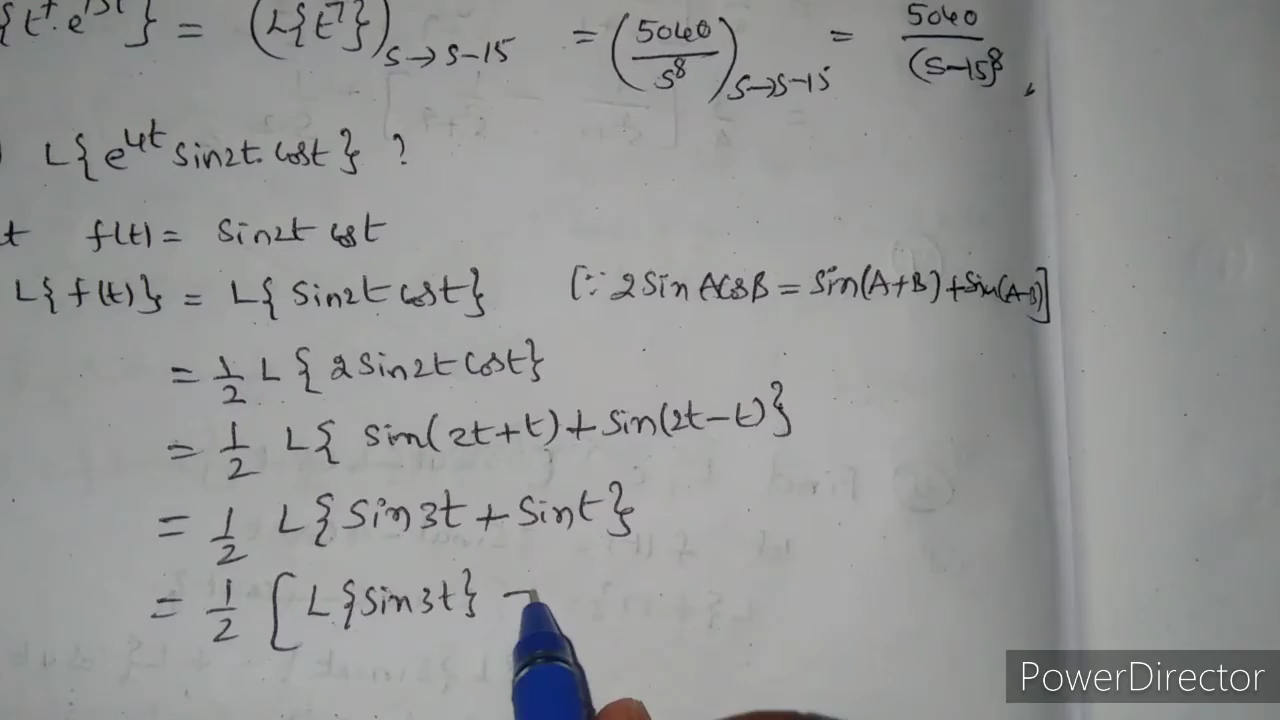 {t⁷·e¹⁵ᵗ} = (L{t⁷})ₛ→ₛ₋₁₅ = (5040/s⁸)ₛ→ₛ₋₁₅ = 5040/(s-15)⁸,
L{e⁴ᵗ sin2t. cost} ?
t f(t) = sin2t cost
L{f(t)} = L{sin2t cost} [∵ 2SinACosB = Sin(A+B)+Sin(A-B)]
= 1/2 L{2Sin2t cost}
= 1/2 L{Sin(2t+t)+Sin(2t-t)}
= 1/2 L{Sin3t + Sint}
= 1/2 [L{Sin3t}
PowerDirector